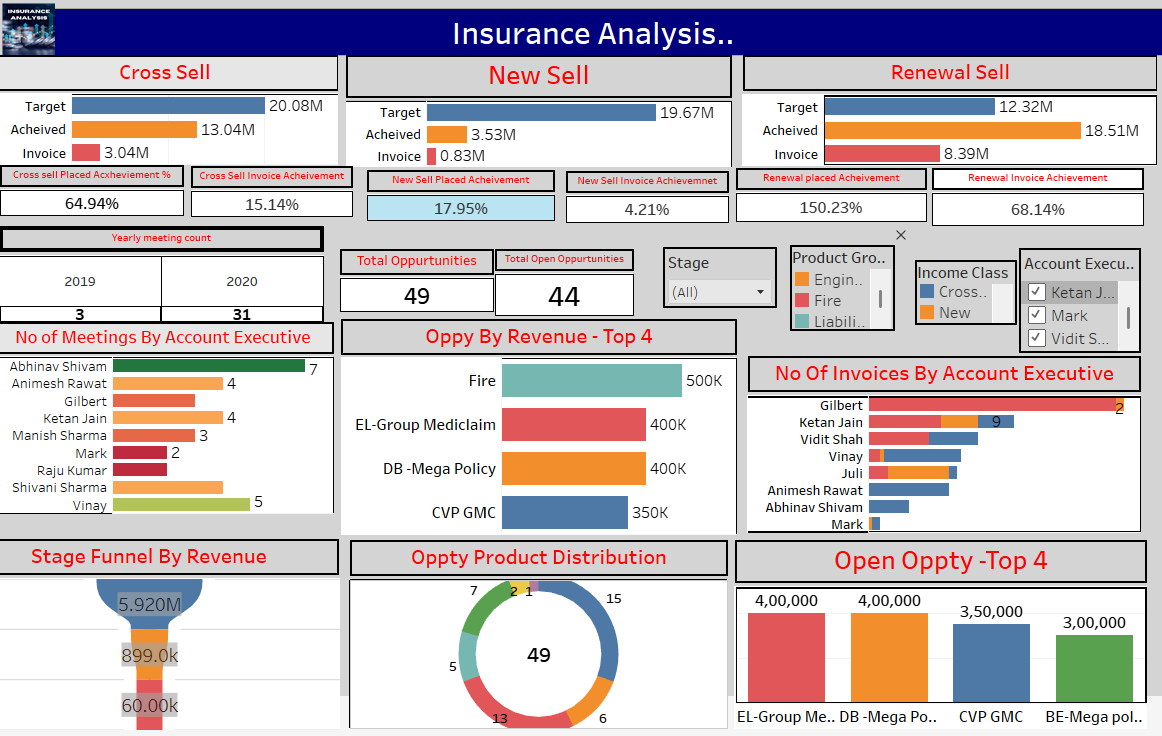 INSURANCE
ANALYSIS
Insurance Analysis..
Cross Sell
Target 20.08M
Acheived 13.04M
Invoice 3.04M
New Sell
Target 19.67M
Acheived 3.53M
Invoice 0.83M
Renewal Sell
Target 12.32M
Acheived 18.51M
Invoice 8.39M
Cross sell Placed Acxheviement %
64.94%
Cross Sell Invoice Acheivement
15.14%
New Sell Placed Acheivement
17.95%
New Sell Invoice Achievemnet
4.21%
Renewal placed Acheivement
150.23%
Renewal Invoice Achievement
68.14%
Yearly meeting count
2019 2020
3 31
Total Oppurtunities
49
Total Open Oppurtunities
44
Stage
(All)
Product Gro..
Engin..
Fire
Liabili..
Income Class
Cross..
New
Account Execu..
Ketan J...
Mark
Vidit S...
No of Meetings By Account Executive
Abhinav Shivam 7
Animesh Rawat 4
Gilbert
Ketan Jain 4
Manish Sharma 3
Mark 2
Raju Kumar
Shivani Sharma
Vinay 5
Oppy By Revenue - Top 4
Fire 500K
EL-Group Mediclaim 400K
DB -Mega Policy 400K
CVP GMC 350K
No Of Invoices By Account Executive
Gilbert 2
Ketan Jain 9
Vidit Shah
Vinay
Juli
Animesh Rawat
Abhinav Shivam
Mark
Stage Funnel By Revenue
5.920M
899.0k
60.00k
Oppty Product Distribution
7
2
1
15
5
49
13
6
Open Oppty -Top 4
4,00,000 4,00,000 3,50,000 3,00,000
EL-Group Me.. DB -Mega Po.. CVP GMC BE-Mega pol..